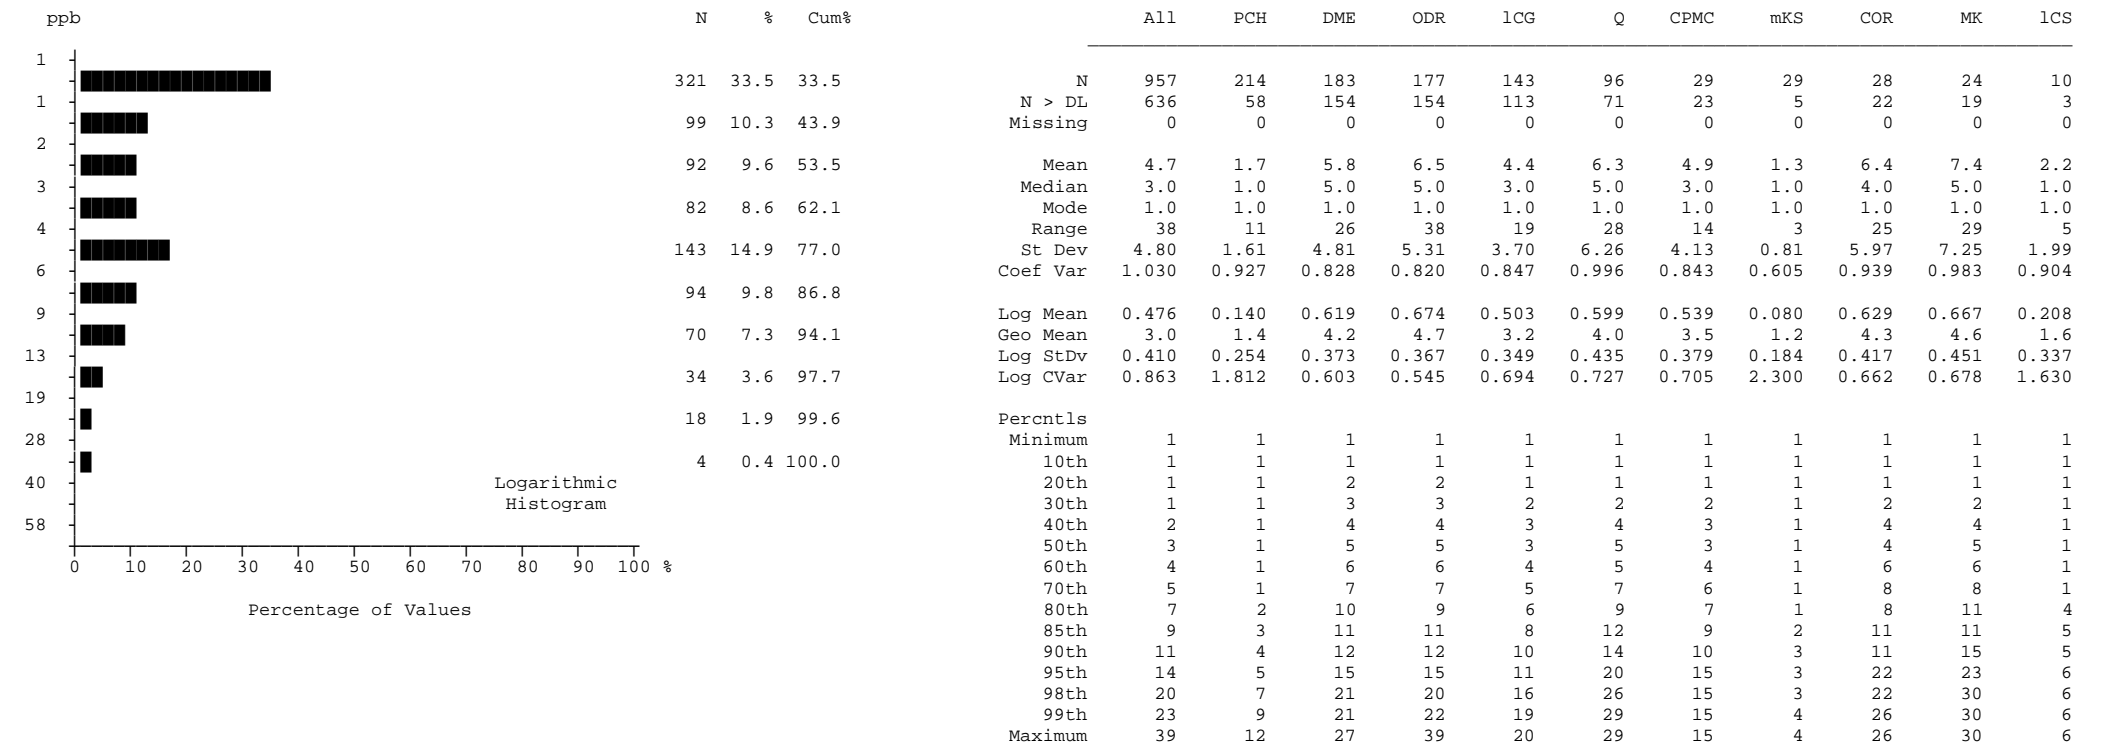 ppb N % Cum% All PCH DME ODR lCG Q CPMC mKS COR MK lCS
1
321 33.5 33.5 N 957 214 183 177 143 96 29 29 28 24 10
1 N > DL 636 58 154 154 113 71 23 5 22 19 3
99 10.3 43.9 Missing 0 0 0 0 0 0 0 0 0 0 0
2
92 9.6 53.5 Mean 4.7 1.7 5.8 6.5 4.4 6.3 4.9 1.3 6.4 7.4 2.2
3 Median 3.0 1.0 5.0 5.0 3.0 5.0 3.0 1.0 4.0 5.0 1.0
82 8.6 62.1 Mode 1.0 1.0 1.0 1.0 1.0 1.0 1.0 1.0 1.0 1.0 1.0
4 Range 38 11 26 38 19 28 14 3 25 29 5
143 14.9 77.0 St Dev 4.80 1.61 4.81 5.31 3.70 6.26 4.13 0.81 5.97 7.25 1.99
6 Coef Var 1.030 0.927 0.828 0.820 0.847 0.996 0.843 0.605 0.939 0.983 0.904
94 9.8 86.8
9 Log Mean 0.476 0.140 0.619 0.674 0.503 0.599 0.539 0.080 0.629 0.667 0.208
70 7.3 94.1 Geo Mean 3.0 1.4 4.2 4.7 3.2 4.0 3.5 1.2 4.3 4.6 1.6
13 Log StDv 0.410 0.254 0.373 0.367 0.349 0.435 0.379 0.184 0.417 0.451 0.337
34 3.6 97.7 Log CVar 0.863 1.812 0.603 0.545 0.694 0.727 0.705 2.300 0.662 0.678 1.630
19
18 1.9 99.6 Percntls
28 Minimum 1 1 1 1 1 1 1 1 1 1 1
4 0.4 100.0 10th 1 1 1 1 1 1 1 1 1 1 1
40 Logarithmic 20th 1 1 2 2 1 1 1 1 1 1 1
Histogram 30th 1 1 3 3 2 2 2 1 2 2 1
58 40th 2 1 4 4 3 4 3 1 4 4 1
50th 3 1 5 5 3 5 3 1 4 5 1
0 10 20 30 40 50 60 70 80 90 100 % 60th 4 1 6 6 4 5 4 1 6 6 1
70th 5 1 7 7 5 7 6 1 8 8 1
Percentage of Values 80th 7 2 10 9 6 9 7 1 8 11 4
85th 9 3 11 11 8 12 9 2 11 11 5
90th 11 4 12 12 10 14 10 3 11 15 5
95th 14 5 15 15 11 20 15 3 22 23 6
98th 20 7 21 20 16 26 15 3 22 30 6
99th 23 9 21 22 19 29 15 4 26 30 6
Maximum 39 12 27 39 20 29 15 4 26 30 6